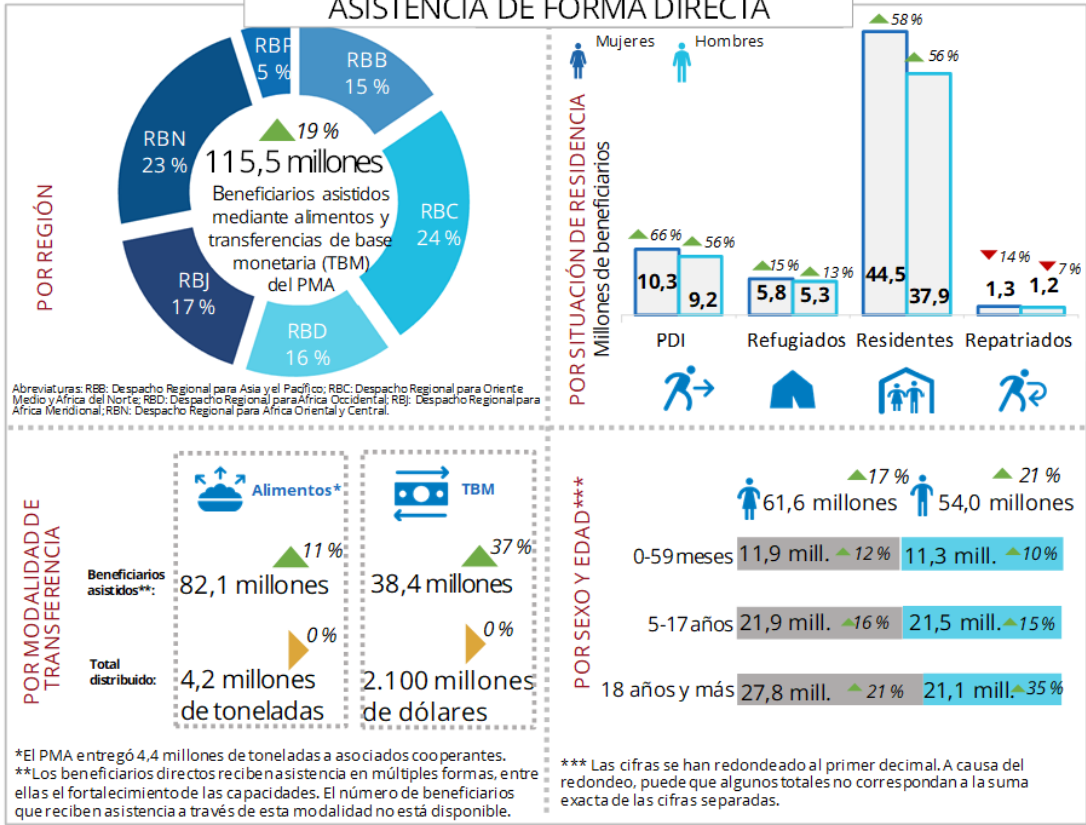 ASISTENCIA DE FORMA DIRECTA
POR REGIÓN
RBP
5 %
RBB
15 %
RBN
23 %
RBC
24 %
RBJ
17 %
RBD
16 %
19 %
115,5 millones
Beneficiarios asistidos
mediante alimentos y
transferencias de base
monetaria (TBM)
del PMA
Abreviaturas: RBB: Despacho Regional para Asia y el Pacífico; RBC: Despacho Regional para Oriente
Medio y Africa del Norte; RBD: Despacho Regional para Africa Occidental; RBJ: Despacho Regional para
Africa Meridional; RBN: Despacho Regional para Africa Oriental y Central.
POR SITUACIÓN DE RESIDENCIA
Millones de beneficiarios
Mujeres
Hombres
66 %
56 %
10,3
9,2
15 %
13 %
5,8
5,3
58 %
56 %
44,5
37,9
14 %
7 %
1,3
1,2
PDI
Refugiados
Residentes
Repatriados
POR MODALIDAD DE
TRANSFERENCIA
Alimentos*
TBM
Beneficiarios
asistidos**:
11 %
82,1 millones
37 %
38,4 millones
Total
distribuido:
0 %
4,2 millones
de toneladas
0 %
2.100 millones
de dólares
*El PMA entregó 4,4 millones de toneladas a asociados cooperantes.
**Los beneficiarios directos reciben asistencia en múltiples formas, entre
ellas el fortalecimiento de las capacidades. El número de beneficiarios
que reciben asistencia a través de esta modalidad no está disponible.
POR SEXO Y EDAD***
17 %
61,6 millones
21 %
54,0 millones
0-59 meses 11,9 mill. 12 % 11,3 mill. 10 %
5-17 años 21,9 mill. 16 % 21,5 mill. 15 %
18 años y más 27,8 mill. 21 % 21,1 mill. 35 %
*** Las cifras se han redondeado al primer decimal. A causa del
redondeo, puede que algunos totales no correspondan a la suma
exacta de las cifras separadas.